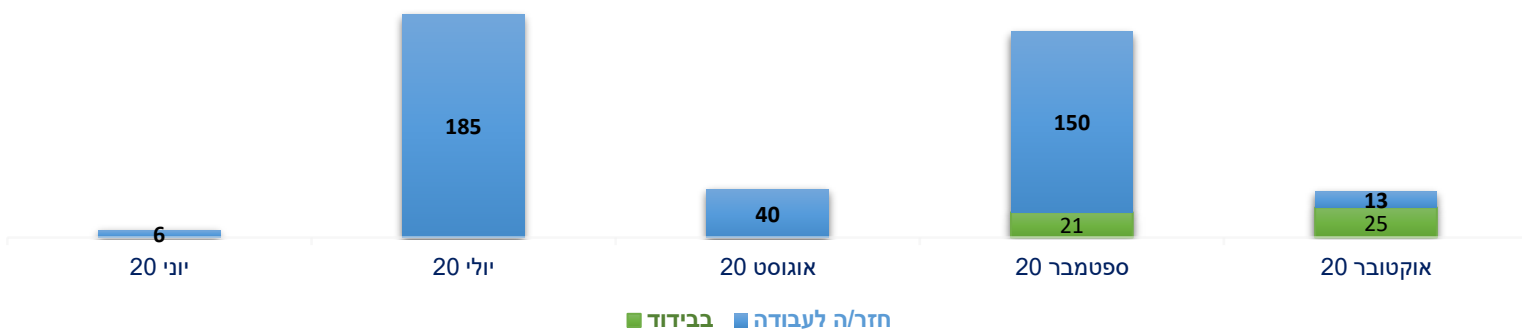 185
150
40
13
6
21
25
יוני 20
יולי 20
אוגוסט 20
ספטמבר 20
אוקטובר 20
חזר/ה לעבודה
בבידוד